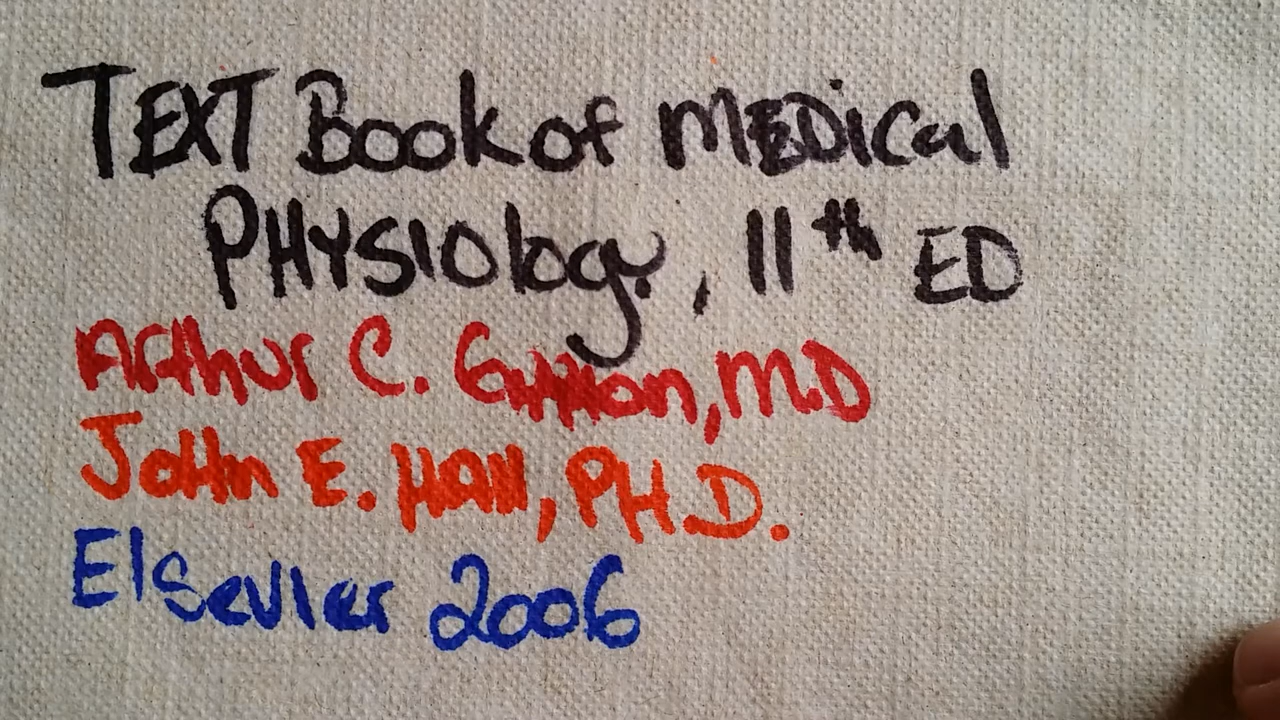 TEXT Book of MEDical
PHYSIOlogy, 11th ED
Arthur C. Guyton, M.D
JoHn E. HAll, PH.D.
Elsevier 2006